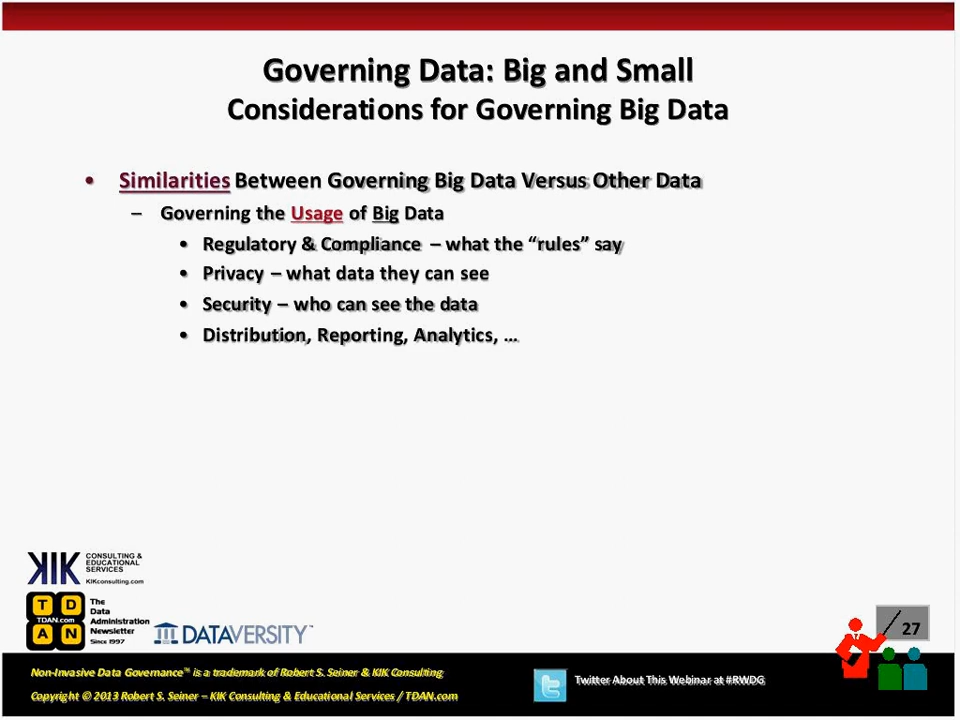 Governing Data: Big and Small
Considerations for Governing Big Data
• Similarities Between Governing Big Data Versus Other Data
– Governing the Usage of Big Data
• Regulatory & Compliance – what the “rules” say
• Privacy – what data they can see
• Security – who can see the data
• Distribution, Reporting, Analytics, …
KIK CONSULTING &
EDUCATIONAL
SERVICES
KIKconsulting.com
T D
TDAN.com
A N
The
Data
Administration
Newsletter
Since 1997
DATAVERSITY™
27
Non-Invasive Data Governance™ is a trademark of Robert S. Seiner & KIK Consulting
Copyright © 2013 Robert S. Seiner – KIK Consulting & Educational Services / TDAN.com
Twitter About This Webinar at #RWDG